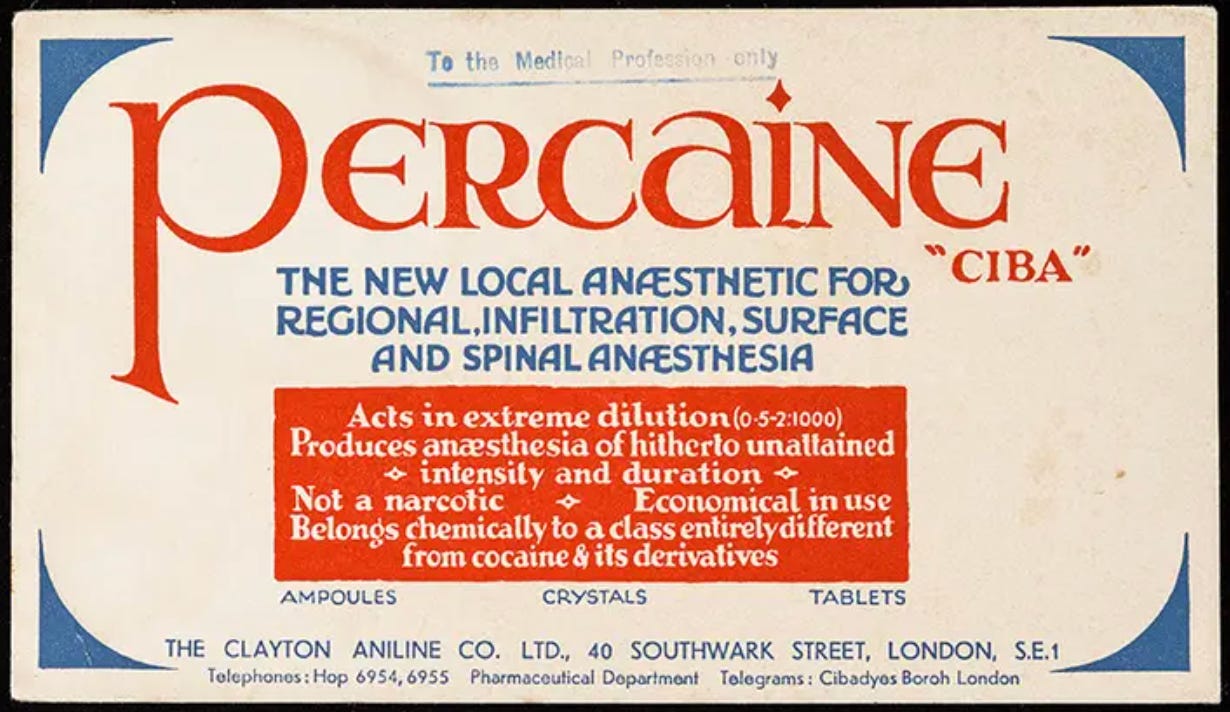 To the Medical Profession only
PERCAINE
"CIBA"
THE NEW LOCAL ANÆSTHETIC FOR
REGIONAL, INFILTRATION, SURFACE
AND SPINAL ANÆSTHESIA
Acts in extreme dilution (0·5-2:1000)
Produces anæsthesia of hitherto unattained
intensity and duration
Not a narcotic Economical in use
Belongs chemically to a class entirely different
from cocaine & its derivatives
AMPOULES CRYSTALS TABLETS
THE CLAYTON ANILINE CO. LTD., 40 SOUTHWARK STREET, LONDON, S.E.1
Telephones: Hop 6954, 6955 Pharmaceutical Department Telegrams: Cibadyes Boroh London